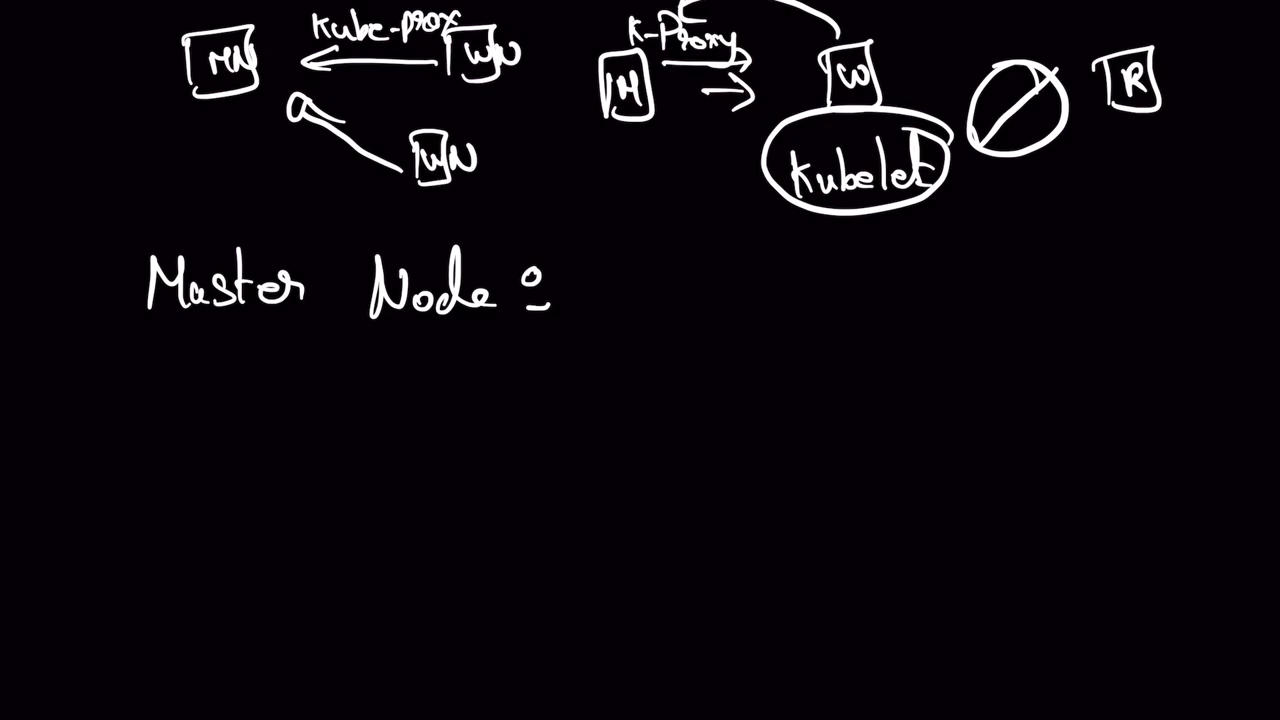 Kube-prox
MN
WN
WN
K-Proxy
M
W
R
Kubelet
Master Node :-